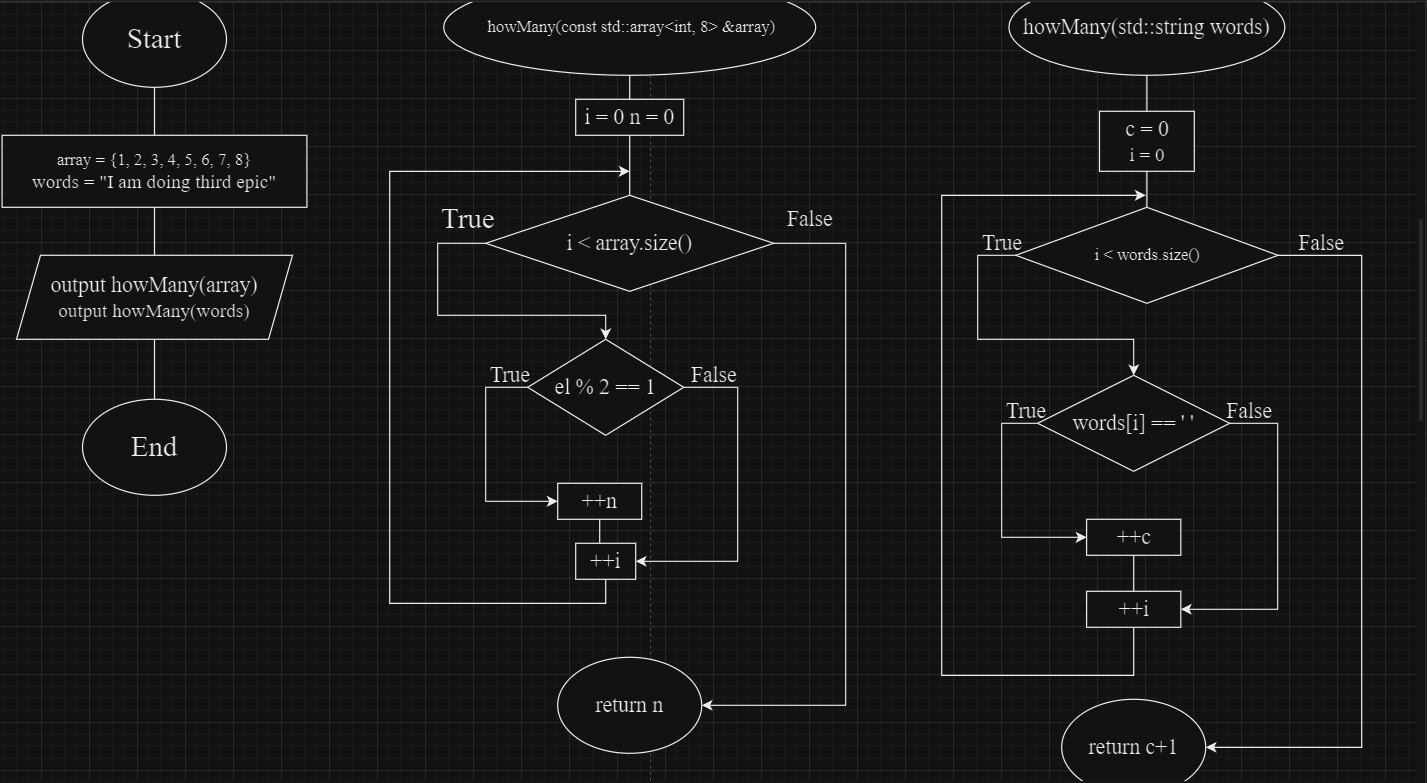 Start
array = {1, 2, 3, 4, 5, 6, 7, 8}
words = "I am doing third epic"
output howMany(array)
output howMany(words)
End
howMany(const std::array<int, 8> &array)
i = 0 n = 0
i < array.size()
True
False
el % 2 == 1
True
False
++n
++i
return n
howMany(std::string words)
c = 0
i = 0
i < words.size()
True
False
words[i] == ' '
True
False
++c
++i
return c+1